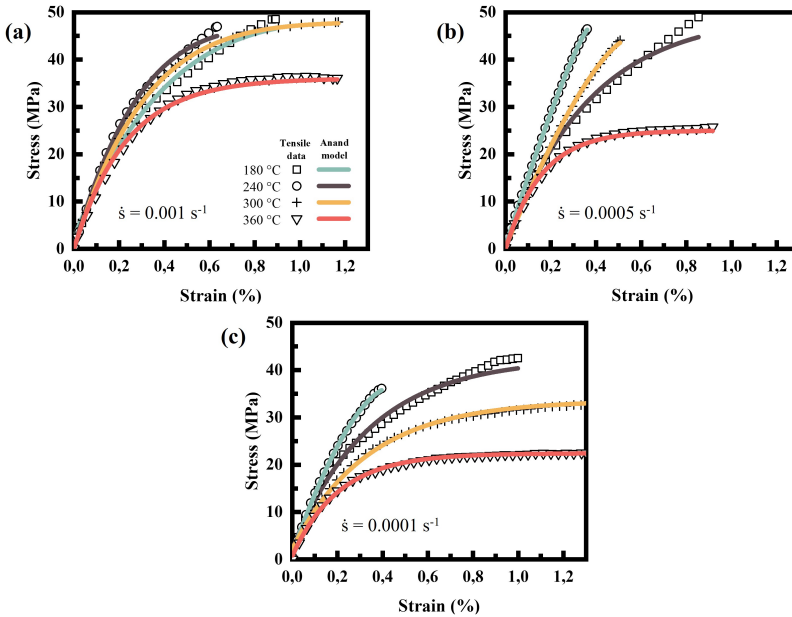 (a)
50
40
30
20
10
0
Stress (MPa)
0,0 0,2 0,4 0,6 0,8 1,0 1,2
Strain (%)
Tensile data Anand model
180 °C
240 °C
300 °C
360 °C
ṡ = 0.001 s-1
(b)
50
40
30
20
10
0
Stress (MPa)
0,0 0,2 0,4 0,6 0,8 1,0 1,2
Strain (%)
ṡ = 0.0005 s-1
(c)
50
40
30
20
10
0
Stress (MPa)
0,0 0,2 0,4 0,6 0,8 1,0 1,2
Strain (%)
ṡ = 0.0001 s-1